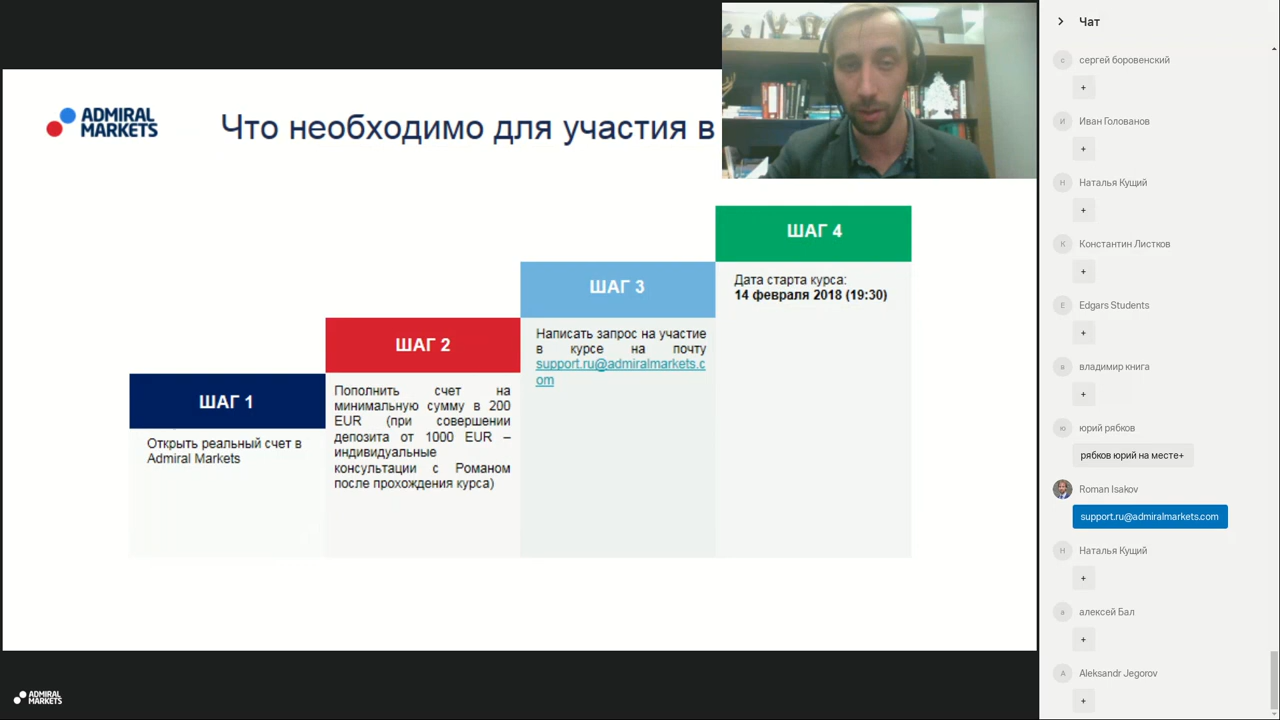 ADMIRAL
MARKETS
Что необходимо для участия в
ШАГ 1
Открыть реальный счет в
Admiral Markets
ШАГ 2
Пополнить счет на
минимальную сумму в 200
EUR (при совершении
депозита от 1000 EUR –
индивидуальные
консультации с Романом
после прохождения курса)
ШАГ 3
Написать запрос на участие
в курсе на почту
support.ru@admiralmarkets.c
om
ШАГ 4
Дата старта курса:
14 февраля 2018 (19:30)
ADMIRAL
MARKETS
Чат
с сергей боровенский
+
И Иван Голованов
+
Н Наталья Кущий
+
К Константин Листков
+
E Edgars Students
+
в владимир книга
+
ю юрий рябков
рябков юрий на месте+
Roman Isakov
support.ru@admiralmarkets.com
Н Наталья Кущий
+
а алексей Бал
+
A Aleksandr Jegorov
+